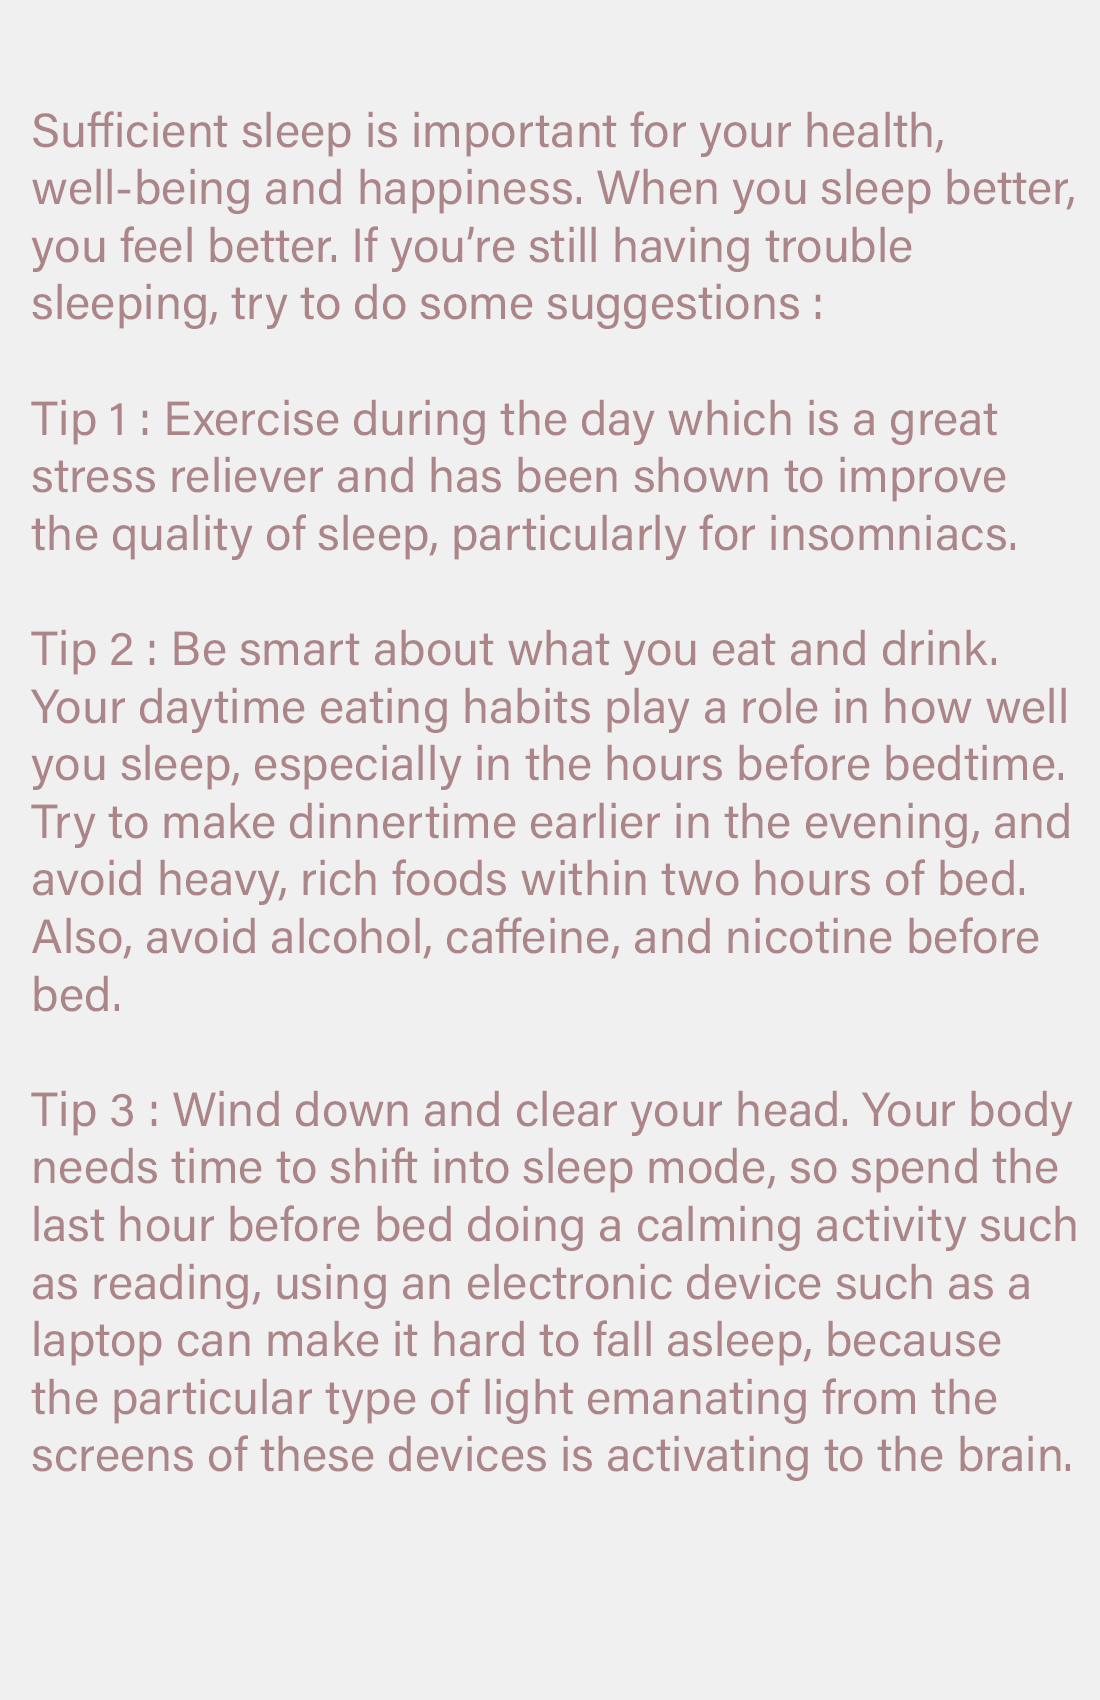 Sufficient sleep is important for your health,
well-being and happiness. When you sleep better,
you feel better. If you’re still having trouble
sleeping, try to do some suggestions :
Tip 1 : Exercise during the day which is a great
stress reliever and has been shown to improve
the quality of sleep, particularly for insomniacs.
Tip 2 : Be smart about what you eat and drink.
Your daytime eating habits play a role in how well
you sleep, especially in the hours before bedtime.
Try to make dinnertime earlier in the evening, and
avoid heavy, rich foods within two hours of bed.
Also, avoid alcohol, caffeine, and nicotine before
bed.
Tip 3 : Wind down and clear your head. Your body
needs time to shift into sleep mode, so spend the
last hour before bed doing a calming activity such
as reading, using an electronic device such as a
laptop can make it hard to fall asleep, because
the particular type of light emanating from the
screens of these devices is activating to the brain.